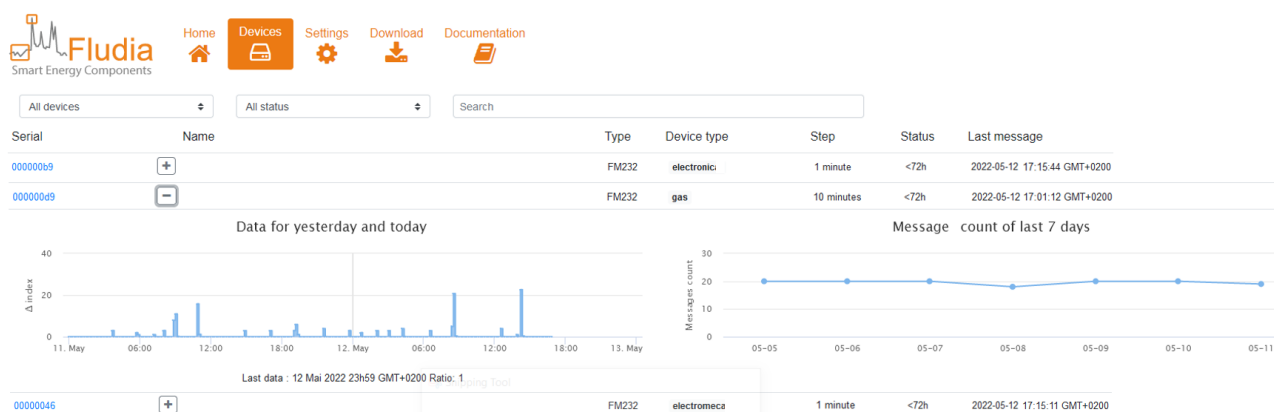 Fludia
Smart Energy Components
Home Devices Settings Download Documentation
All devices All status Search
Serial Name Type Device type Step Status Last message
000000b9 + FM232 electronica 1 minute <72h 2022-05-12 17:15:44 GMT+0200
000000d9 − FM232 gas 10 minutes <72h 2022-05-12 17:01:12 GMT+0200
Data for yesterday and today
Δ index
40
20
0
11. May 06:00 12:00 18:00 12. May 06:00 12:00 18:00 13. May
Message count of last 7 days
Messages count
30
20
10
0
05-05 05-06 05-07 05-08 05-09 05-10 05-11
Last data : 12 Mai 2022 23h59 GMT+0200 Ratio: 1
Snipping Tool
00000046 + FM232 electromeca 1 minute <72h 2022-05-12 17:15:11 GMT+0200